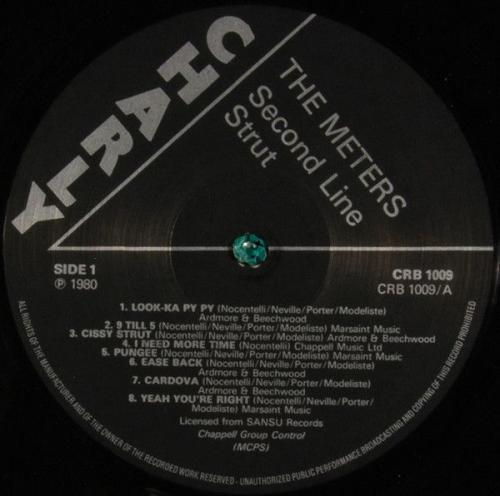 CHARLY
THE METERS
Second Line
Strut
SIDE 1
℗ 1980
CRB 1009
CRB 1009/A
1. LOOK-KA PY PY (Nocentelli/Neville/Porter/Modeliste)
Ardmore & Beechwood
2. 9 TILL 5 (Nocentelli/Neville/Porter/Modeliste) Marsaint Music
3. CISSY STRUT (Nocentelli/Neville/Porter/Modeliste) Ardmore & Beechwood
4. I NEED MORE TIME (Nocentelli) Chappell Music Ltd
5. PUNGEE (Nocentelli/Neville/Porter/Modeliste) Marsaint Music
6. EASE BACK (Nocentelli/Neville/Porter/Modeliste)
Ardmore & Beechwood
7. CARDOVA (Nocentelli/Neville/Porter/Modeliste)
Ardmore & Beechwood
8. YEAH YOU'RE RIGHT (Nocentelli/Neville/Porter/
Modeliste) Marsaint Music
Licensed from SANSU Records
Chappell Group Control
(MCPS)
ALL RIGHTS OF THE MANUFACTURER AND OF THE OWNER OF THE RECORDED WORK RESERVED - UNAUTHORIZED PUBLIC PERFORMANCE BROADCASTING AND COPYING OF THIS RECORD PROHIBITED